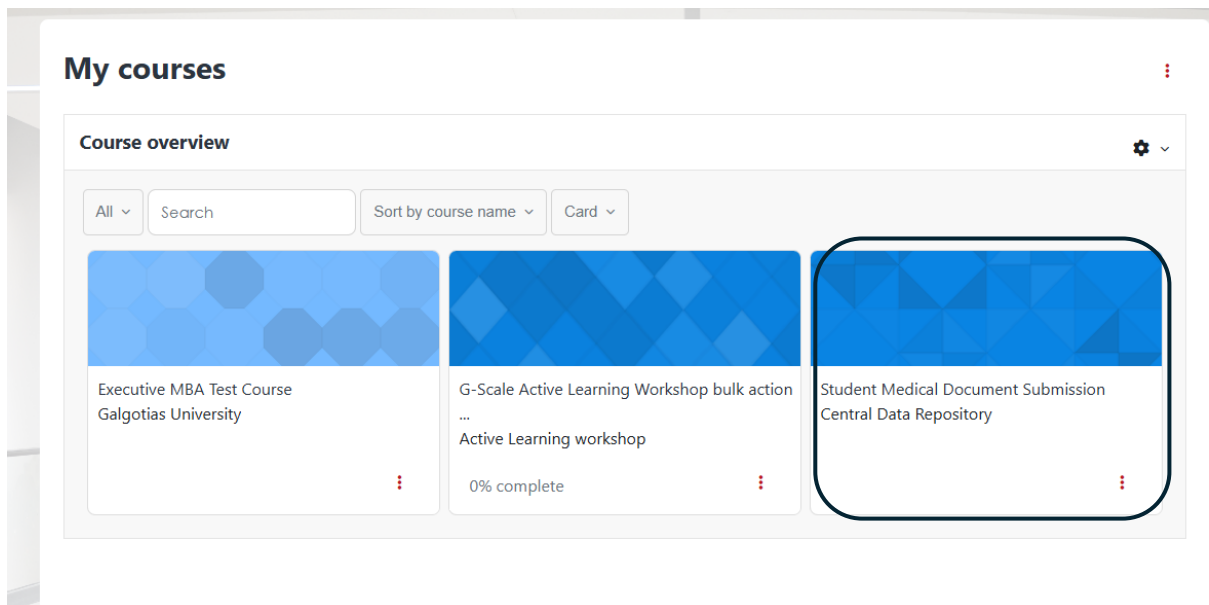 My courses
Course overview
All
Search
Sort by course name
Card
Executive MBA Test Course
Galgotias University
G-Scale Active Learning Workshop bulk action
...
Active Learning workshop
0% complete
Student Medical Document Submission
Central Data Repository